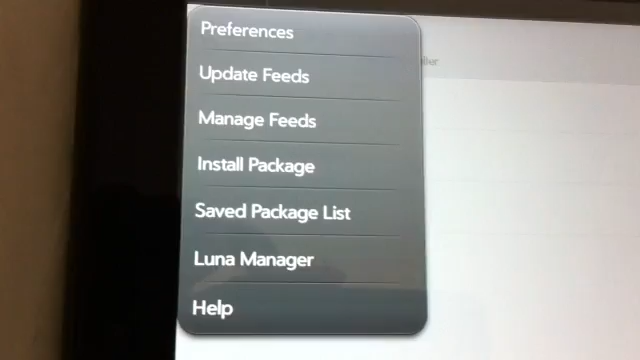 Preferences
Update Feeds
Manage Feeds
Install Package
Saved Package List
Luna Manager
Help